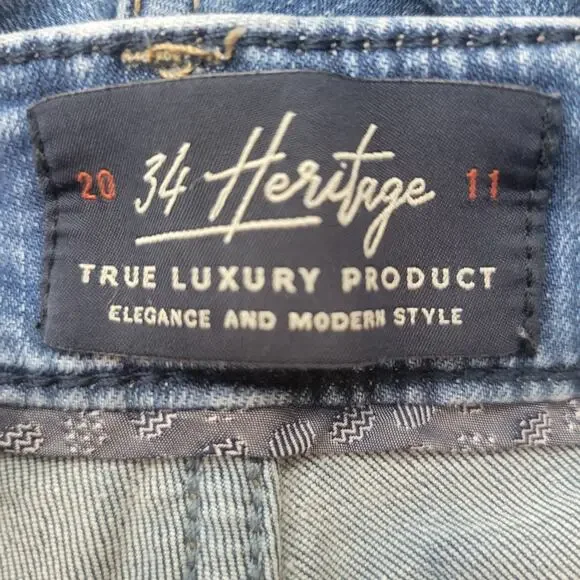 20 34 Heritage 11
TRUE LUXURY PRODUCT
ELEGANCE AND MODERN STYLE